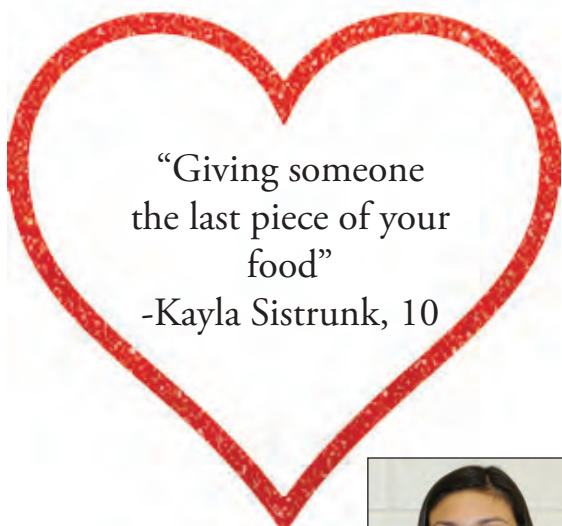 “Giving someone
the last piece of your
food”
-Kayla Sistrunk, 10